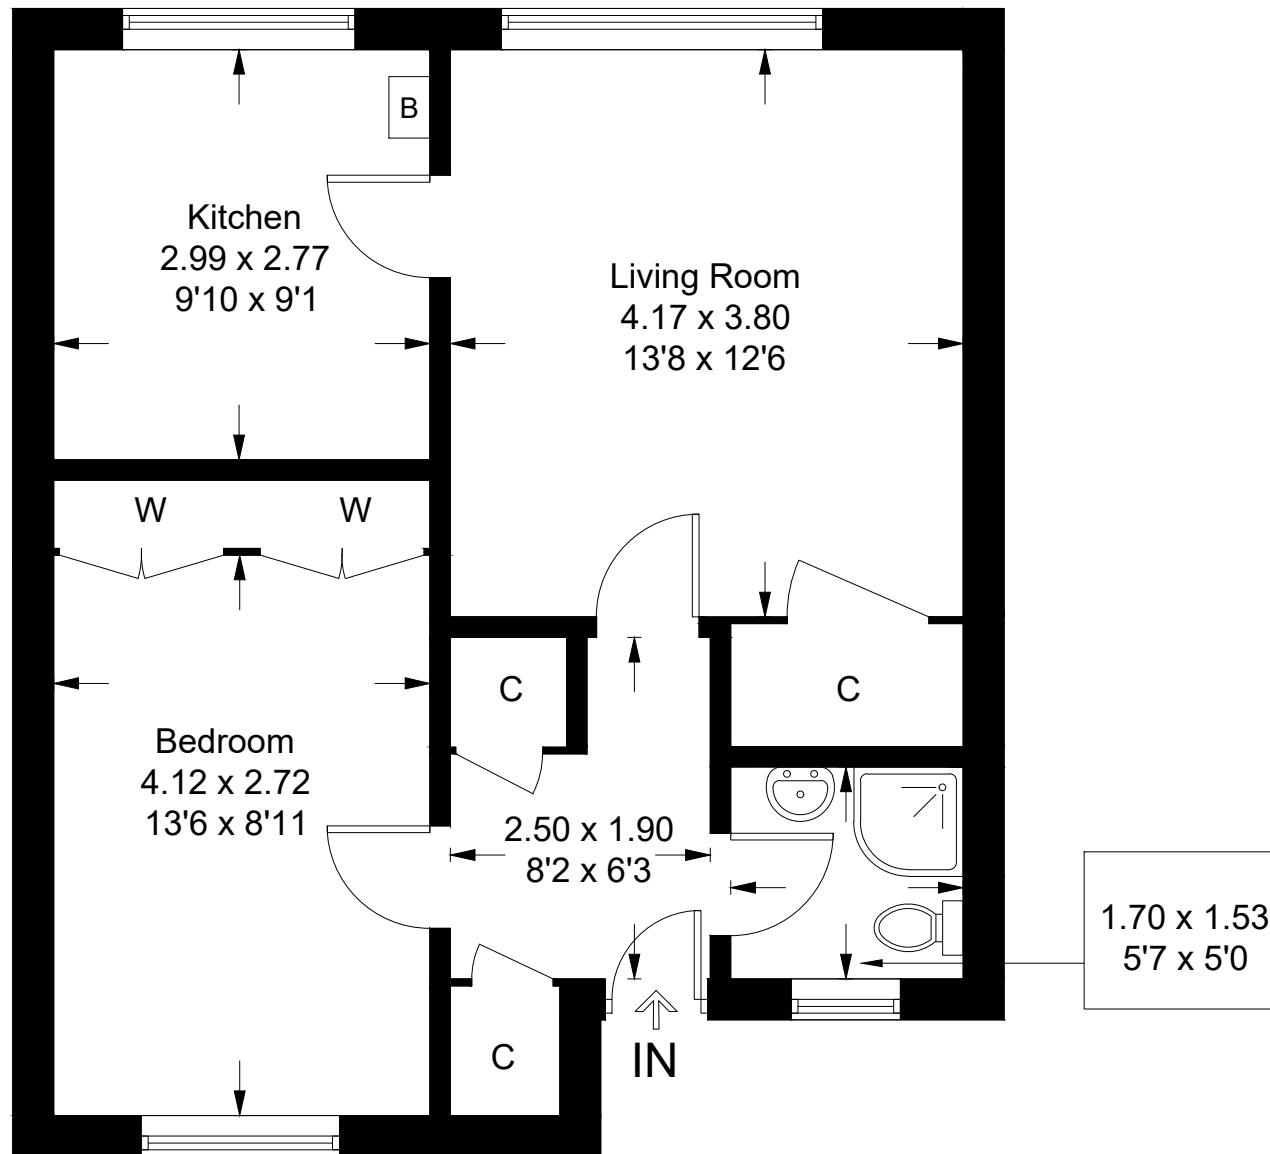 B
Kitchen
2.99 x 2.77
9'10 x 9'1
Living Room
4.17 x 3.80
13'8 x 12'6
W W
C
C
Bedroom
4.12 x 2.72
13'6 x 8'11
2.50 x 1.90
8'2 x 6'3
1.70 x 1.53
5'7 x 5'0
C
IN